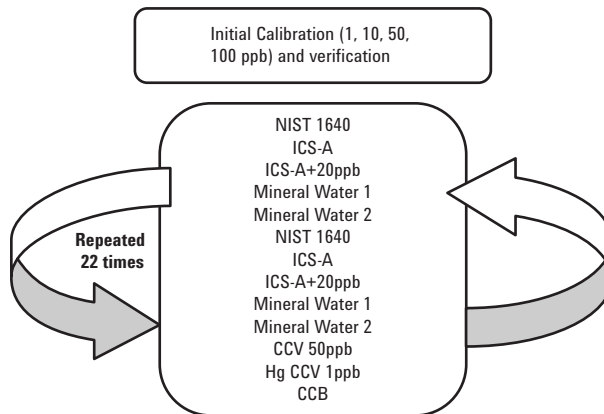 Initial Calibration (1, 10, 50,
100 ppb) and verification
NIST 1640
ICS-A
ICS-A+20ppb
Mineral Water 1
Mineral Water 2
NIST 1640
ICS-A
ICS-A+20ppb
Mineral Water 1
Mineral Water 2
CCV 50ppb
Hg CCV 1ppb
CCB
Repeated
22 times